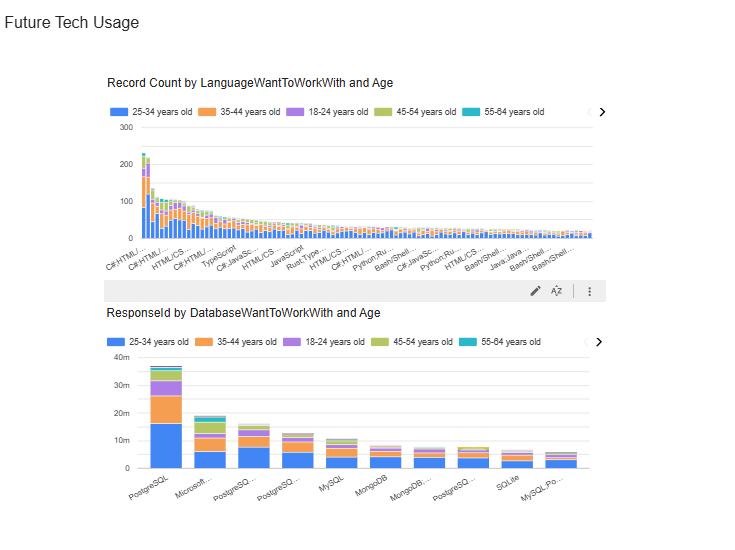 Future Tech Usage
Record Count by LanguageWantToWorkWith and Age
25-34 years old 35-44 years old 18-24 years old 45-54 years old 55-64 years old
300
200
100
0
C#;HTML/... C#;HTML/... HTML/CS... C#;HTML/... TypeScript C#;JavaSc... HTML/CS... JavaScript Rust;Type... HTML/CS... C#;HTML/... Python;Ru... Bash/Shell... C#;JavaSc... Python;Ru... HTML/CS... Bash/Shell... Java;Java... Bash/Shell... Bash/Shell...
AZ
ResponseId by DatabaseWantToWorkWith and Age
25-34 years old 35-44 years old 18-24 years old 45-54 years old 55-64 years old
40m
30m
20m
10m
0
PostgreSQL Microsoft... PostgreSQ... PostgreSQ... MySQL MongoDB MongoDB;... PostgreSQ... SQLite MySQL;Po...